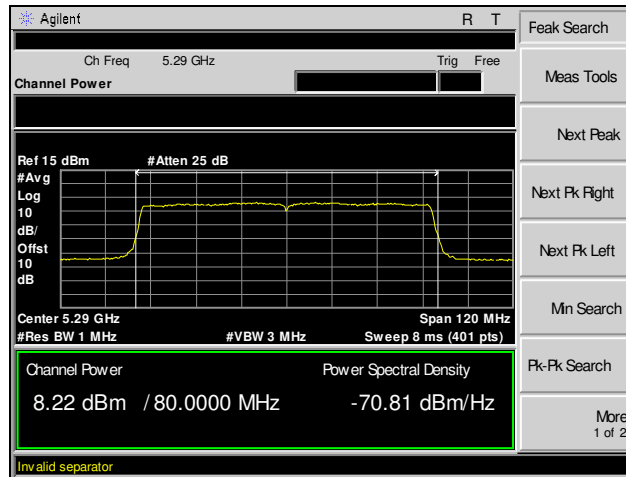 Agilent R T
Ch Freq 5.29 GHz Trig Free
Channel Power
Ref 15 dBm #Atten 25 dB
#Avg
Log
10
dB/
Offst
10
dB
Center 5.29 GHz Span 120 MHz
#Res BW 1 MHz #VBW 3 MHz Sweep 8 ms (401 pts)
Channel Power Power Spectral Density
8.22 dBm / 80.0000 MHz -70.81 dBm/Hz
Invalid separator
Peak Search
Meas Tools
Next Peak
Next Pk Right
Next Pk Left
Min Search
Pk-Pk Search
More
1 of 2